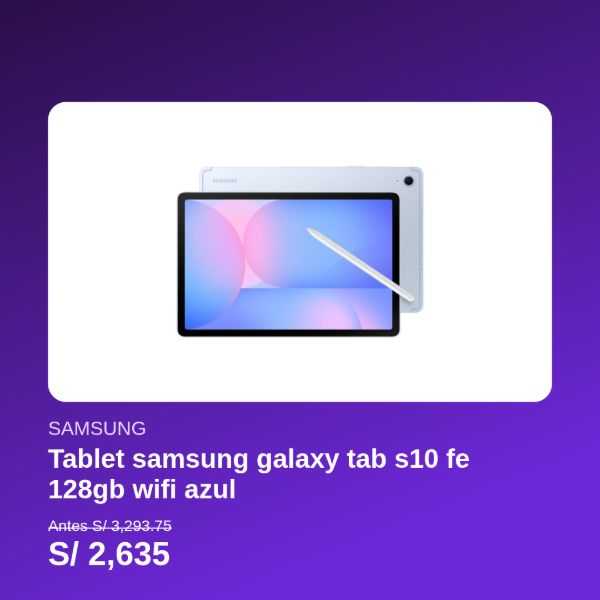 SAMSUNG
SAMSUNG
Tablet samsung galaxy tab s10 fe
128gb wifi azul
Antes S/ 3,293.75
S/ 2,635